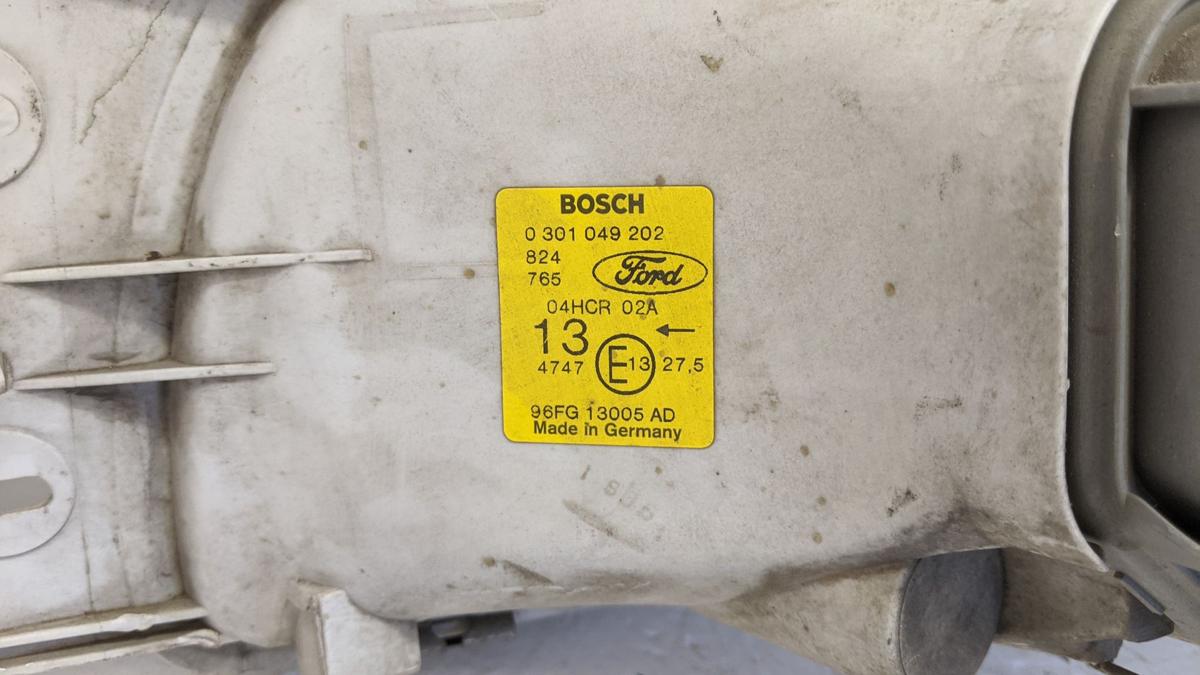 BOSCH
0 301 049 202
824
765 Ford
04HCR 02A
13 ←
4747 E13 27,5
96FG 13005 AD
Made in Germany